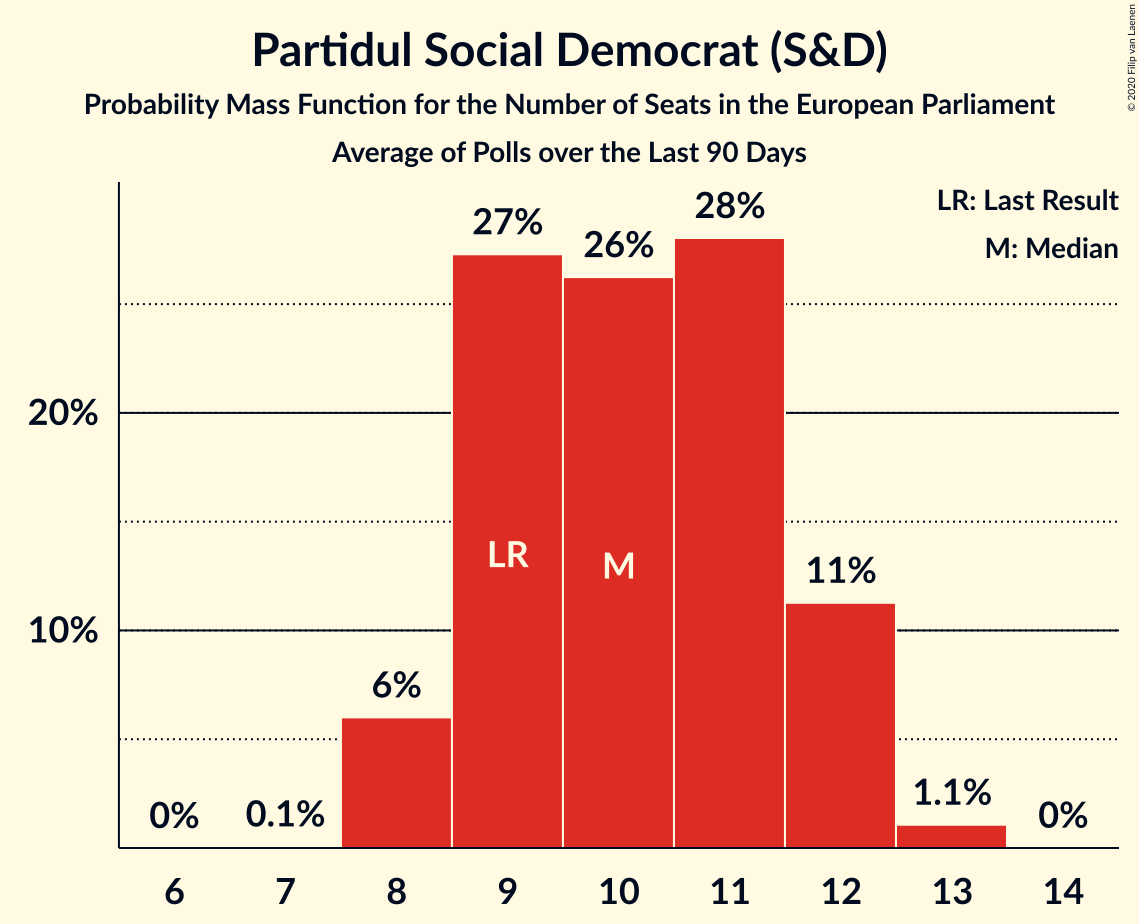 Partidul Social Democrat (S&D)
Probability Mass Function for the Number of Seats in the European Parliament
Average of Polls over the Last 90 Days
© 2020 Filip van Laenen
LR: Last Result
M: Median
20%
10%
0%
0.1%
6%
27%
26%
28%
11%
1.1%
0%
LR
M
6 7 8 9 10 11 12 13 14